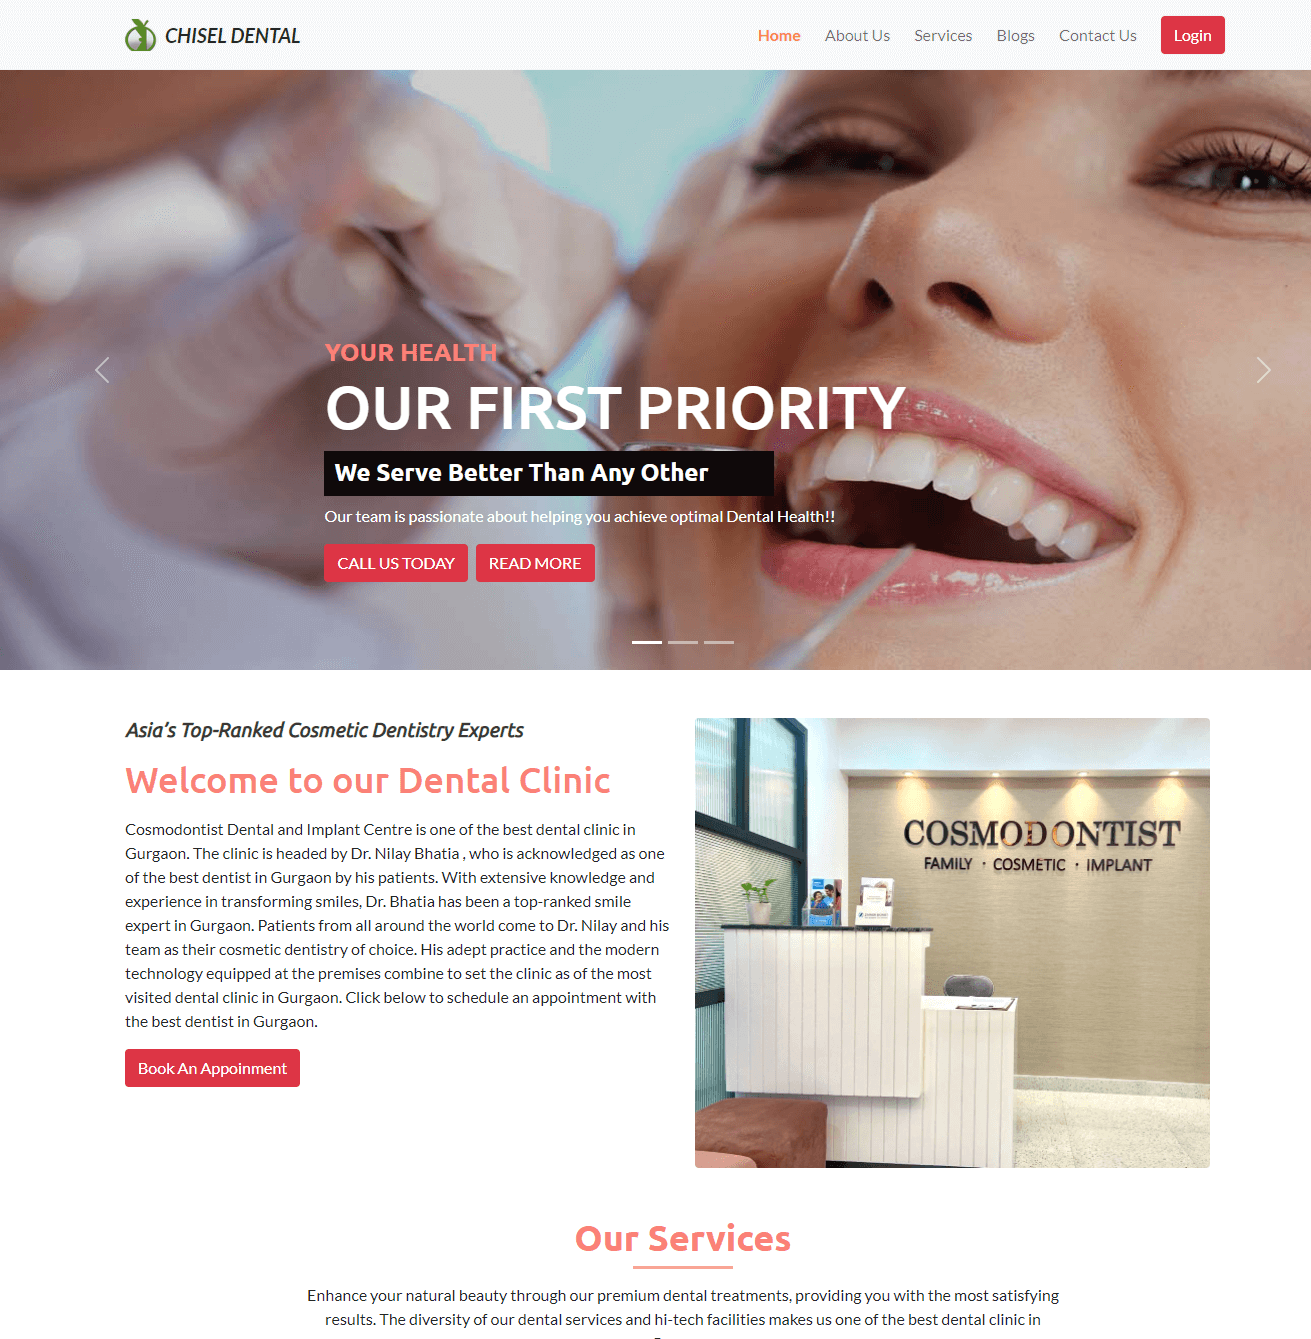 CHISEL DENTAL
Home About Us Services Blogs Contact Us Login
YOUR HEALTH
OUR FIRST PRIORITY
We Serve Better Than Any Other
Our team is passionate about helping you achieve optimal Dental Health!!
CALL US TODAY READ MORE
Asia's Top-Ranked Cosmetic Dentistry Experts
Welcome to our Dental Clinic
Cosmodontist Dental and Implant Centre is one of the best dental clinic in
Gurgaon. The clinic is headed by Dr. Nilay Bhatia , who is acknowledged as one
of the best dentist in Gurgaon by his patients. With extensive knowledge and
experience in transforming smiles, Dr. Bhatia has been a top-ranked smile
expert in Gurgaon. Patients from all around the world come to Dr. Nilay and his
team as their cosmetic dentistry of choice. His adept practice and the modern
technology equipped at the premises combine to set the clinic as of the most
visited dental clinic in Gurgaon. Click below to schedule an appointment with
the best dentist in Gurgaon.
Book An Appoinment
COSMODONTIST
FAMILY · COSMETIC · IMPLANT
Our Services
Enhance your natural beauty through our premium dental treatments, providing you with the most satisfying
results. The diversity of our dental services and hi-tech facilities makes us one of the best dental clinic in